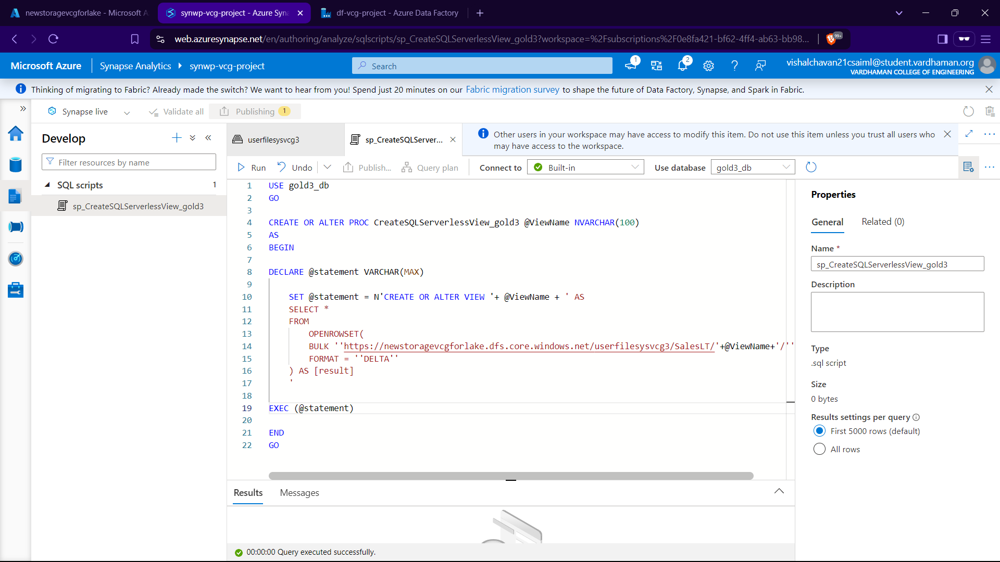 newstoragevcgforlake - Microsoft A
synwp-vcg-project - Azure Syna
df-vcg-project - Azure Data Factory
web.azuresynapse.net/en/authoring/analyze/sqlscripts/sp_CreateSQLServerlessView_gold3?workspace=%2Fsubscriptions%2F0e8fa421-bf62-4ff4-ab63-bb98...
99+
Microsoft Azure
Synapse Analytics
synwp-vcg-project
Search
1
2
vishalchavan21csaiml@student.vardhaman.org
VARDHAMAN COLLEGE OF ENGINEERING
Thinking of migrating to Fabric? Already made the switch? We want to hear from you! Spend just 20 minutes on our Fabric migration survey to shape the future of Data Factory, Synapse, and Spark in Fabric.
Synapse live
Validate all
Publishing 1
Develop
Filter resources by name
SQL scripts 1
sp_CreateSQLServerlessView_gold3
userfilesysvcg3
sp_CreateSQLServer...
Other users in your workspace may have access to modify this item. Do not use this item unless you trust all users who
may have access to the workspace.
Run
Undo
Publish...
Query plan
Connect to
Built-in
Use database
gold3_db
1 USE gold3_db
2 GO
3
4 CREATE OR ALTER PROC CreateSQLServerlessView_gold3 @ViewName NVARCHAR(100)
5 AS
6 BEGIN
7
8 DECLARE @statement VARCHAR(MAX)
9
10 SET @statement = N'CREATE OR ALTER VIEW '+ @ViewName + ' AS
11 SELECT *
12 FROM
13 OPENROWSET(
14 BULK ''https://newstoragevcgforlake.dfs.core.windows.net/userfilesysvcg3/SalesLT/'+@ViewName+'/''
15 FORMAT = ''DELTA''
16 ) AS [result]
17 '
18
19 EXEC (@statement)
20
21 END
22 GO
Results
Messages
00:00:00 Query executed successfully.
Properties
General
Related (0)
Name *
sp_CreateSQLServerlessView_gold3
Description
Type
.sql script
Size
0 bytes
Results settings per query
First 5000 rows (default)
All rows